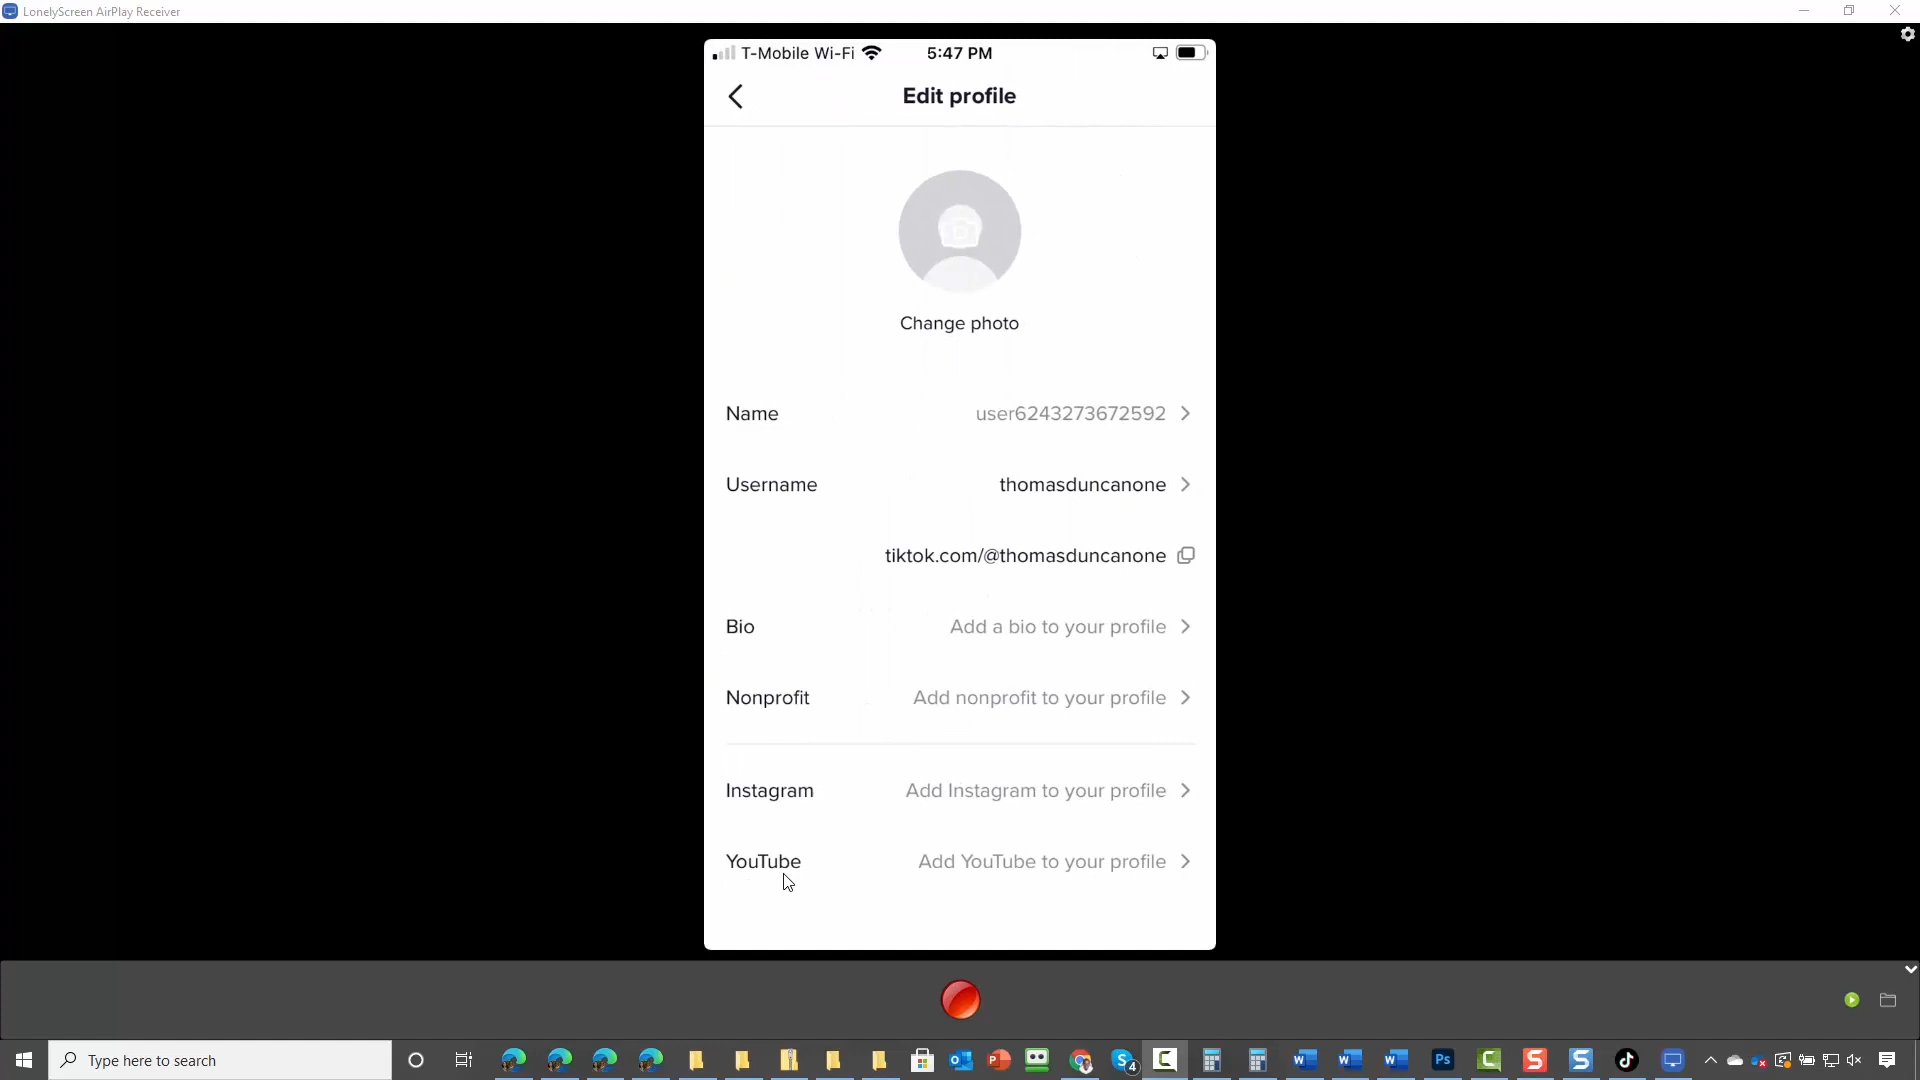 LonelyScreen AirPlay Receiver
T-Mobile Wi-Fi 5:47 PM
Edit profile
Change photo
Name user6243273672592
Username thomasduncanone
tiktok.com/@thomasduncanone
Bio Add a bio to your profile
Nonprofit Add nonprofit to your profile
Instagram Add Instagram to your profile
YouTube Add YouTube to your profile
Type here to search
4